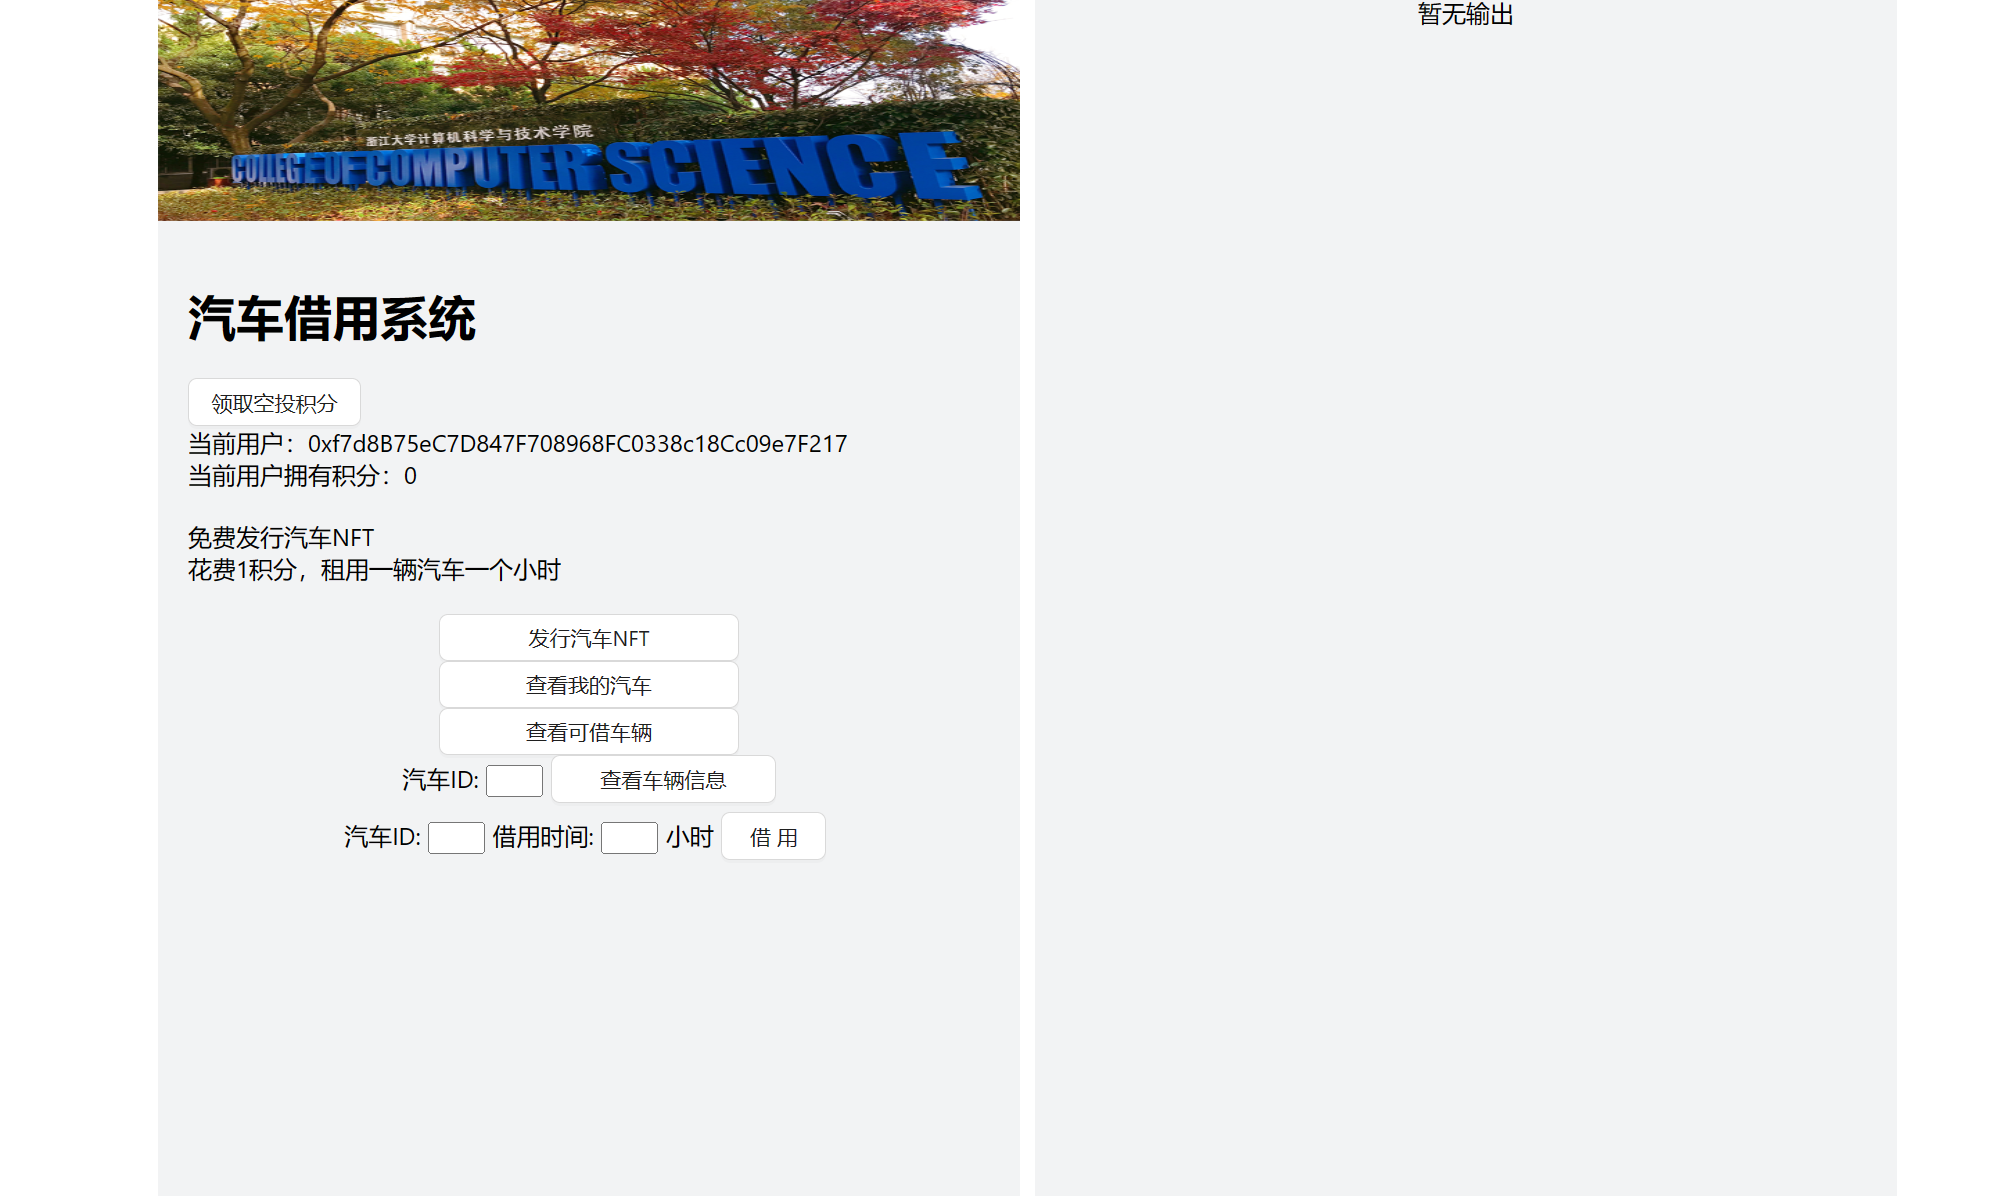 浙江大学计算机科学与技术学院
COLLEGE OF COMPUTER SCIENCE
汽车借用系统
领取空投积分
当前用户：0xf7d8B75eC7D847F708968FC0338c18Cc09e7F217
当前用户拥有积分：0
免费发行汽车NFT
花费1积分，租用一辆汽车一个小时
发行汽车NFT
查看我的汽车
查看可借车辆
汽车ID: 查看车辆信息
汽车ID: 借用时间: 小时 借 用
暂无输出